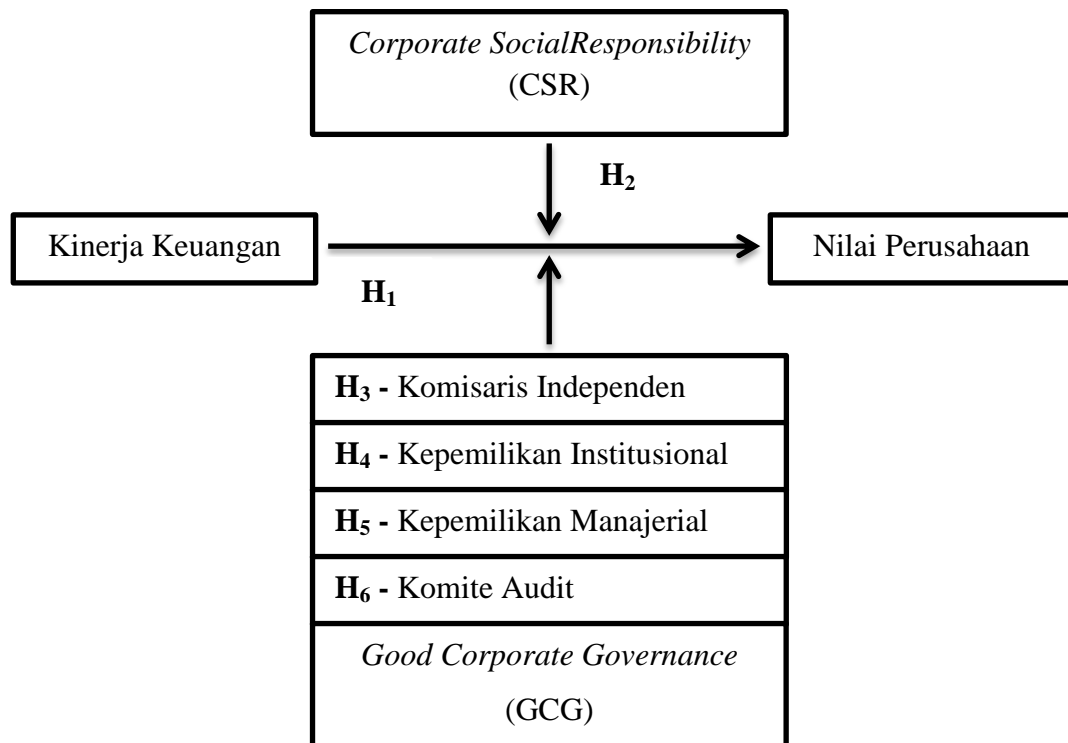 Corporate SocialResponsibility
(CSR)
H2
Kinerja Keuangan
Nilai Perusahaan
H1
H3 - Komisaris Independen
H4 - Kepemilikan Institusional
H5 - Kepemilikan Manajerial
H6 - Komite Audit
Good Corporate Governance
(GCG)